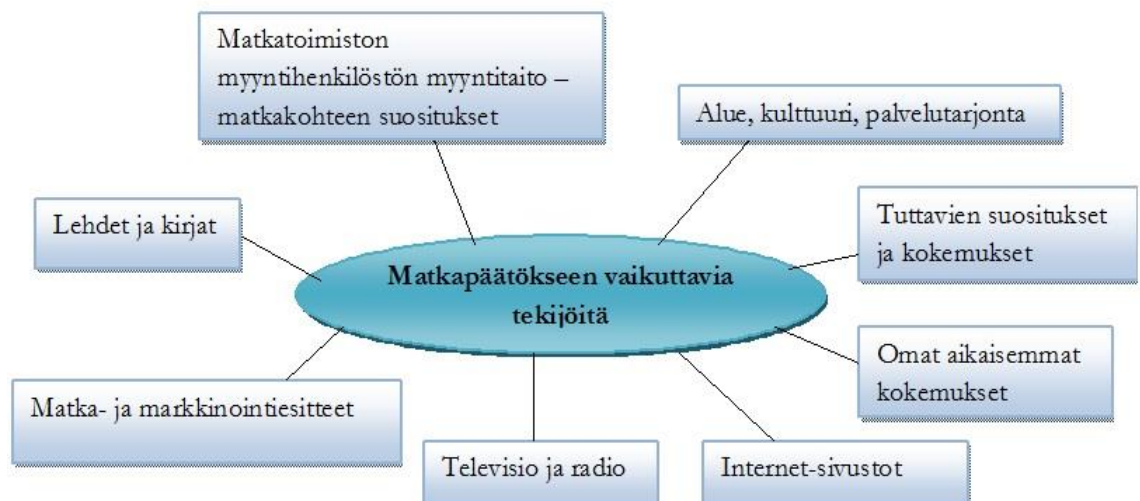 Matkatoimiston
myyntihenkilöstön myyntitaito –
matkakohteen suositukset
Alue, kulttuuri, palvelutarjonta
Lehdet ja kirjat
Tuttavien suositukset
ja kokemukset
Matkapäätökseen vaikuttavia
tekijöitä
Omat aikaisemmat
kokemukset
Matka- ja markkinointiesitteet
Televisio ja radio
Internet-sivustot